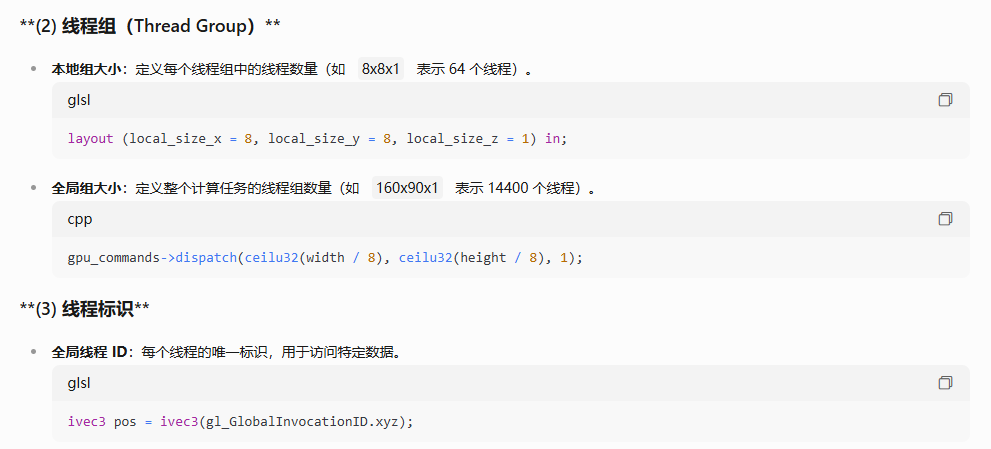 **(2) 线程组（Thread Group）**
本地组大小：定义每个线程组中的线程数量（如 8x8x1 表示 64 个线程）。
glsl
layout (local_size_x = 8, local_size_y = 8, local_size_z = 1) in;
全局组大小：定义整个计算任务的线程组数量（如 160x90x1 表示 14400 个线程）。
cpp
gpu_commands->dispatch(ceilu32(width / 8), ceilu32(height / 8), 1);
**(3) 线程标识**
全局线程 ID：每个线程的唯一标识，用于访问特定数据。
glsl
ivec3 pos = ivec3(gl_GlobalInvocationID.xyz);